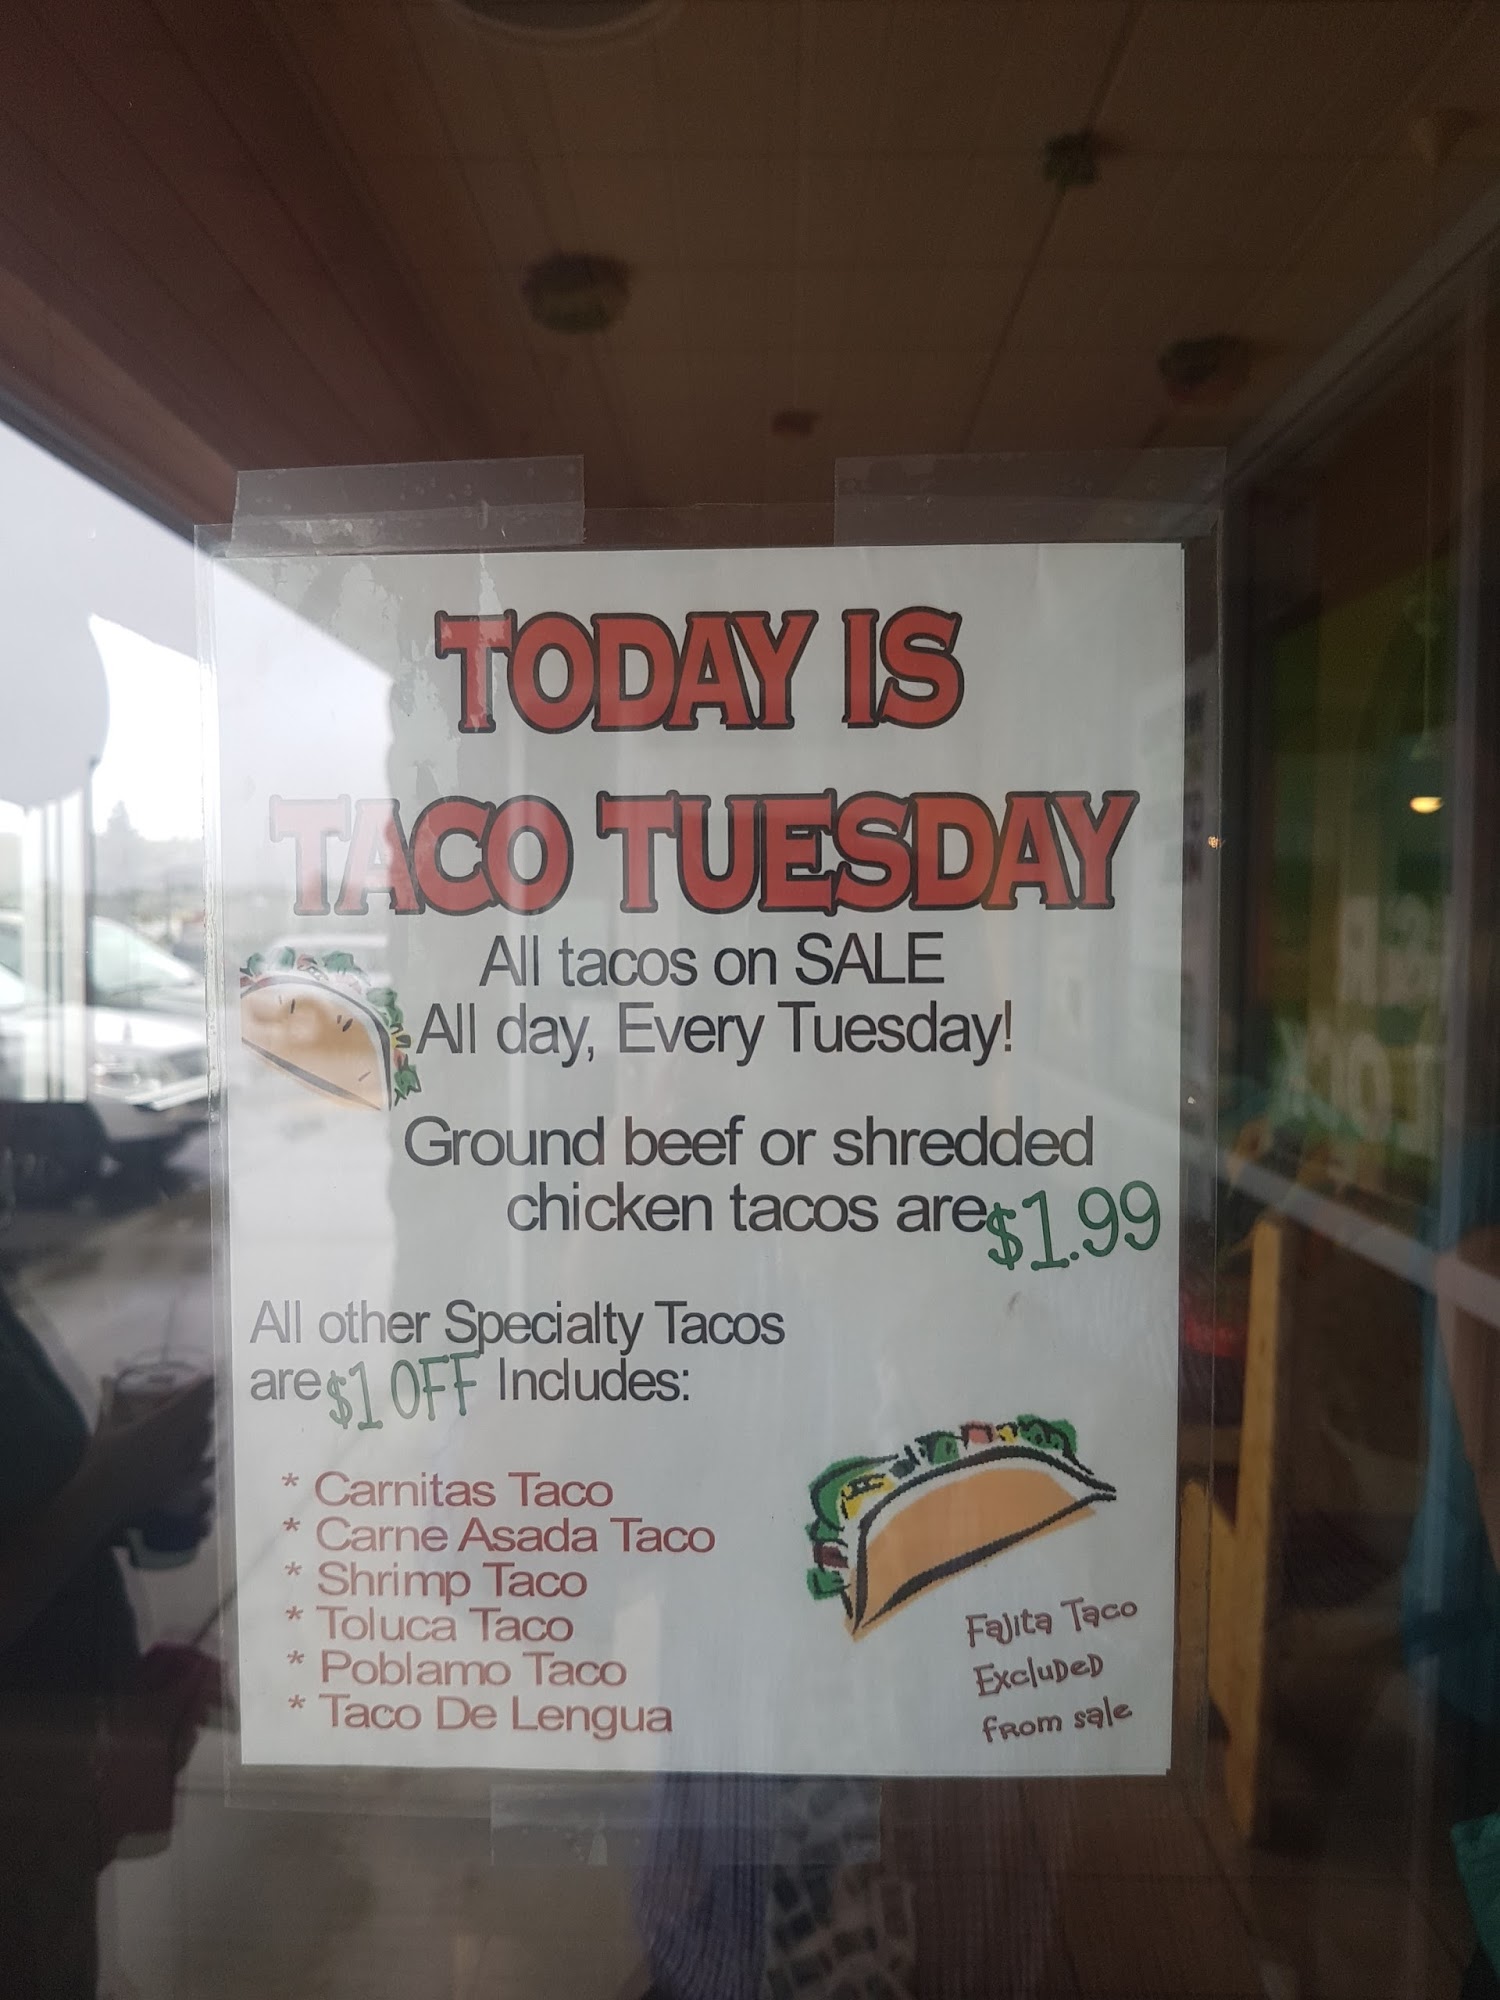 TODAY IS
TACO TUESDAY
All tacos on SALE
All day, Every Tuesday!
Ground beef or shredded
chicken tacos are $1.99
All other Specialty Tacos
are $1 OFF Includes:
* Carnitas Taco
* Carne Asada Taco
* Shrimp Taco
* Toluca Taco
* Poblamo Taco
* Taco De Lengua
Fajita Taco
Excluded
from sale